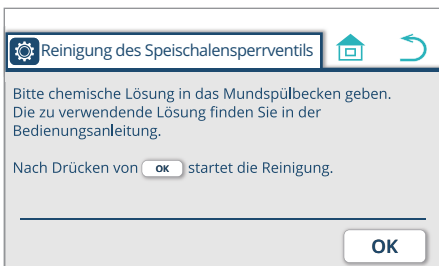 Reinigung des Speischalensperrventils
Bitte chemische Lösung in das Mundspülbecken geben.
Die zu verwendende Lösung finden Sie in der
Bedienungsanleitung.
Nach Drücken von OK startet die Reinigung.
OK